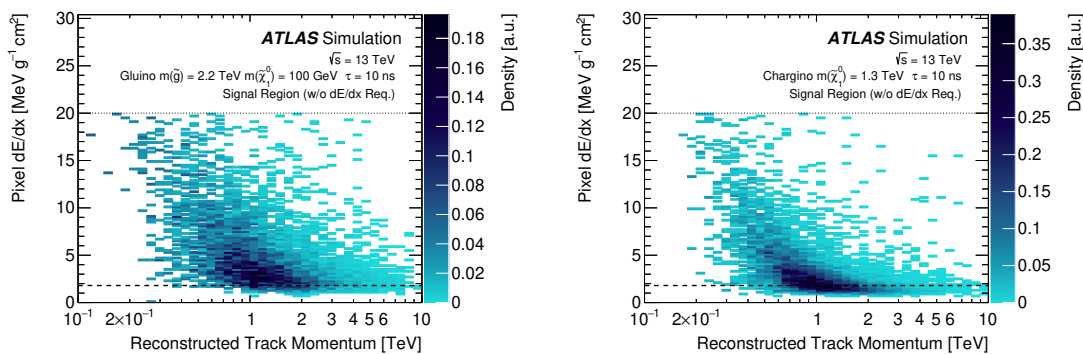 Pixel dE/dx [MeV g⁻¹ cm²]
30
25
20
15
10
5
0
ATLAS Simulation
√s = 13 TeV
Gluino m(g̃) = 2.2 TeV m(χ̃₁⁰) = 100 GeV τ = 10 ns
Signal Region (w/o dE/dx Req.)
10⁻¹ 2×10⁻¹ 1 2 3 4 5 6 10
Reconstructed Track Momentum [TeV]
0.18
0.16
0.14
0.12
0.1
0.08
0.06
0.04
0.02
0
Density [a.u.]
Pixel dE/dx [MeV g⁻¹ cm²]
30
25
20
15
10
5
0
ATLAS Simulation
√s = 13 TeV
Chargino m(χ̃₁⁰) = 1.3 TeV τ = 10 ns
Signal Region (w/o dE/dx Req.)
10⁻¹ 2×10⁻¹ 1 2 3 4 5 6 10
Reconstructed Track Momentum [TeV]
0.35
0.3
0.25
0.2
0.15
0.1
0.05
0
Density [a.u.]